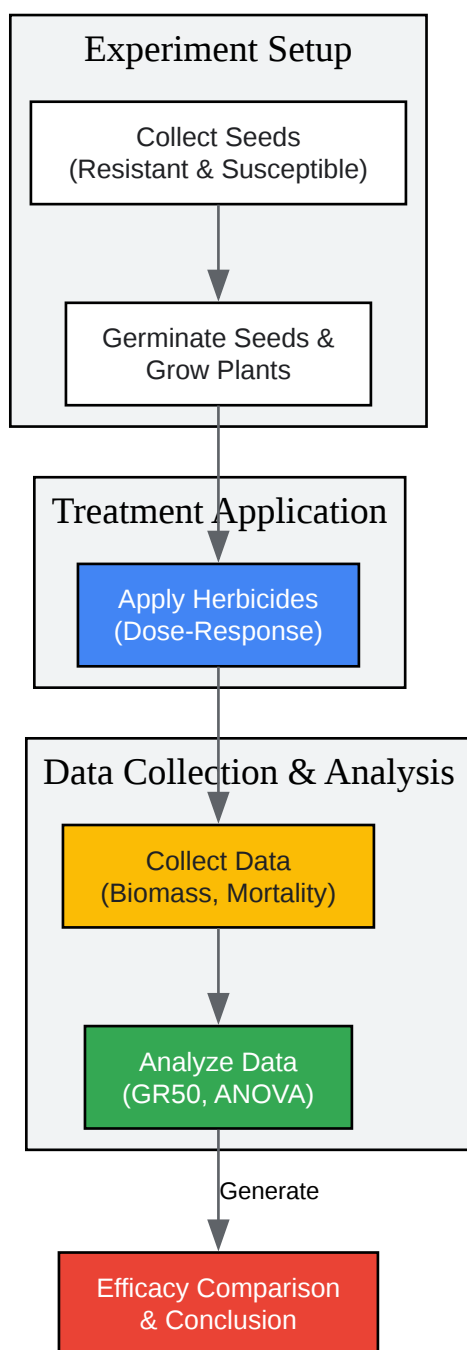 Experiment Setup
Collect Seeds
(Resistant & Susceptible)
Germinate Seeds &
Grow Plants
Treatment Application
Apply Herbicides
(Dose-Response)
Data Collection & Analysis
Collect Data
(Biomass, Mortality)
Analyze Data
(GR50, ANOVA)
Generate
Efficacy Comparison
& Conclusion